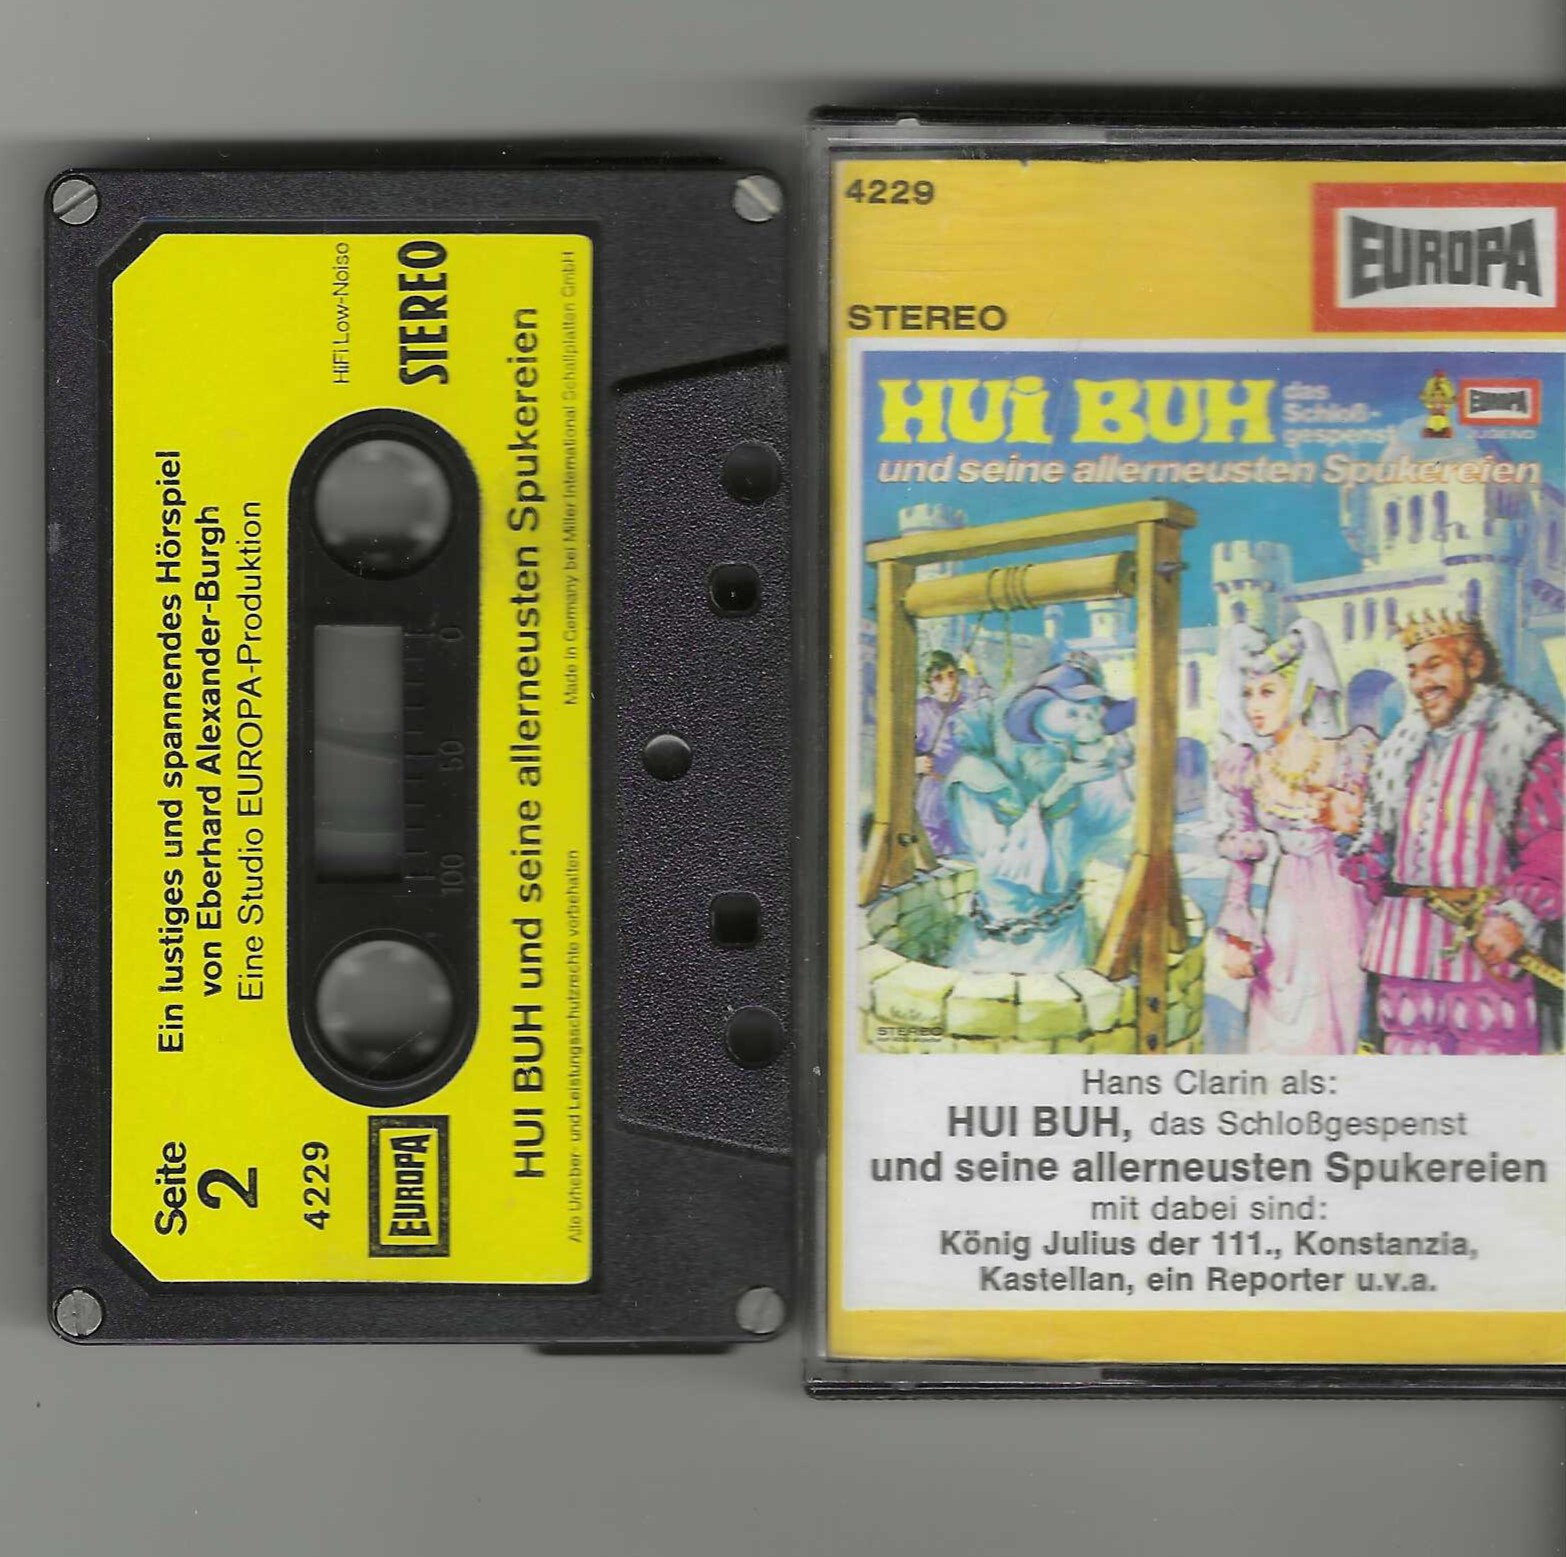 Seite
2
4229
EUROPA
Ein lustiges und spannendes Hörspiel
von Eberhard Alexander-Burgh
Eine Studio EUROPA-Produktion
HiFi Low-Noise
STEREO
0
50
100
HUI BUH und seine allerneusten Spukereien
Alle Urheber- und Leistungsschutzrechte vorbehalten
Made in Germany bei Miller International Schallplatten GmbH
4229
STEREO
EUROPA
HUI BUH
das
Schloß-
gespenst
EUROPA
und seine allerneusten Spukereien
STEREO
Hans Clarin als:
HUI BUH, das Schloßgespenst
und seine allerneusten Spukereien
mit dabei sind:
König Julius der 111., Konstanzia,
Kastellan, ein Reporter u.v.a.